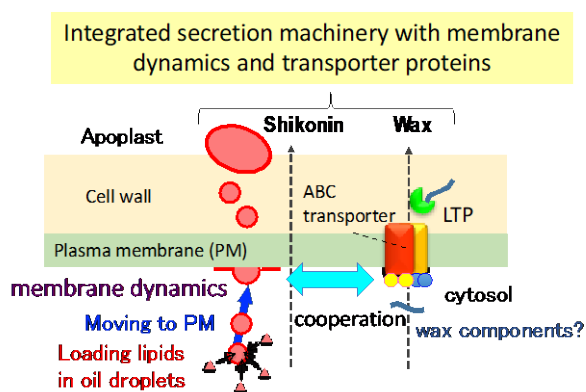 Integrated secretion machinery with membrane
dynamics and transporter proteins
Shikonin
Wax
Apoplast
Cell wall
ABC
transporter
LTP
Plasma membrane (PM)
membrane dynamics
cytosol
Moving to PM
cooperation
wax components?
Loading lipids
in oil droplets